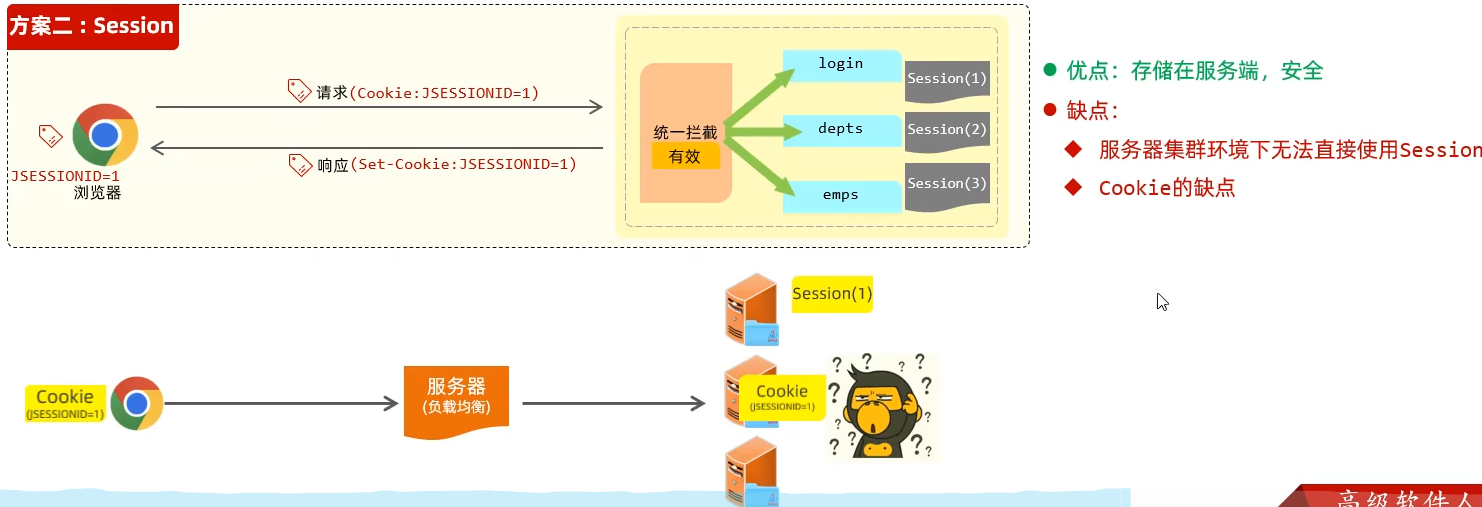 方案二：Session
login
Session(1)
优点：存储在服务端，安全
请求(Cookie:JSESSIONID=1)
缺点：
统一拦截
有效
depts
Session(2)
服务器集群环境下无法直接使用Session
响应(Set-Cookie:JSESSIONID=1)
JSESSIONID=1
浏览器
emps
Session(3)
Cookie的缺点
Session(1)
Cookie
(JSESSIONID=1)
服务器
(负载均衡)
Cookie
(JSESSIONID=1)
? ? ? ? ? ? ? ? ? ? ? ?
高级软件人